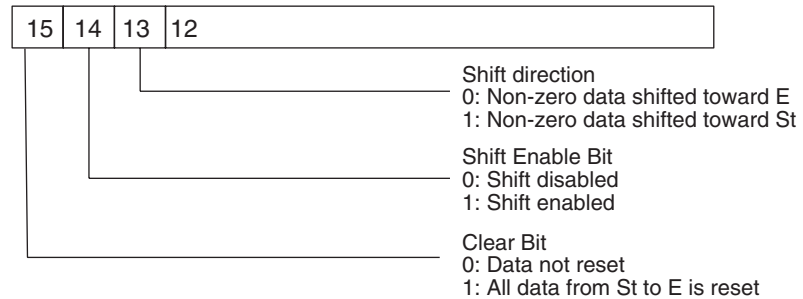 15 14 13 12
Shift direction
0: Non-zero data shifted toward E
1: Non-zero data shifted toward St
Shift Enable Bit
0: Shift disabled
1: Shift enabled
Clear Bit
0: Data not reset
1: All data from St to E is reset